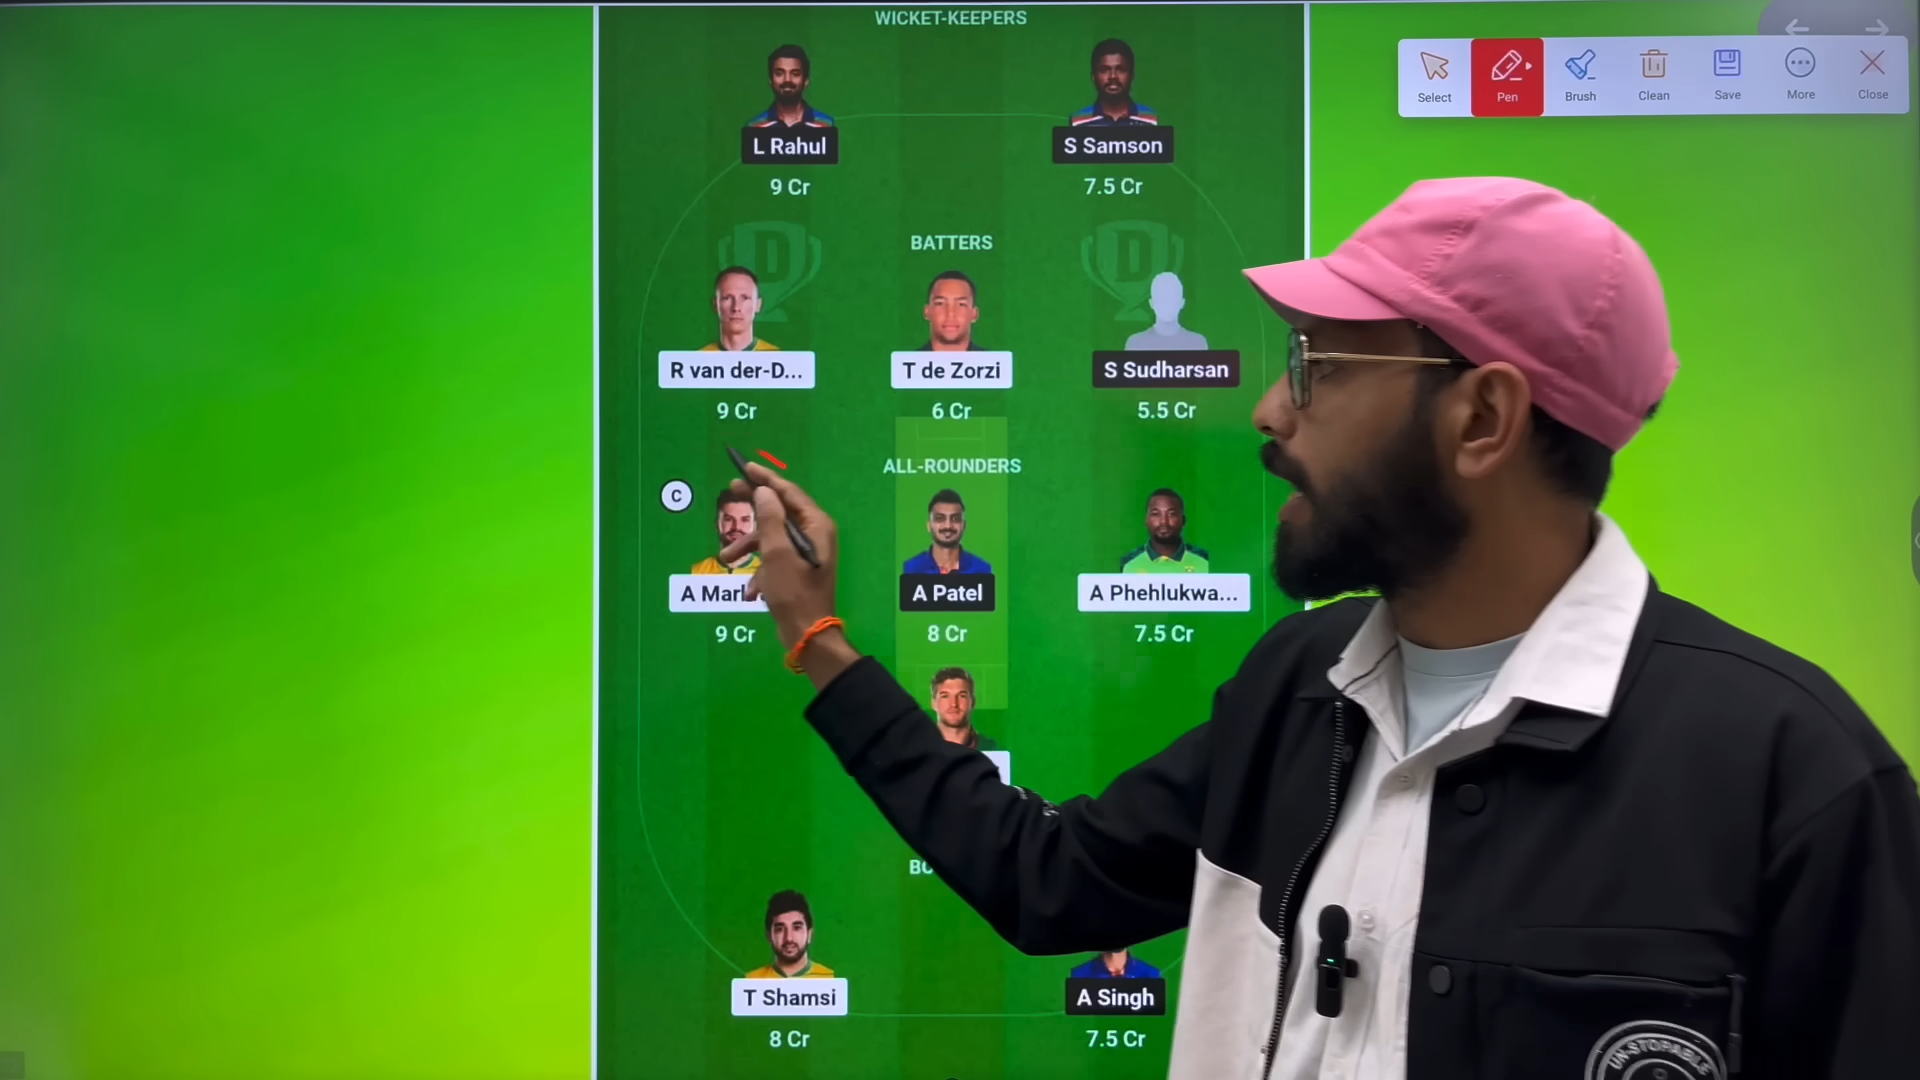 WICKET-KEEPERS
L Rahul
S Samson
9 Cr
7.5 Cr
Select
Pen
Brush
Clean
Save
More
Close
BATTERS
D
D
R van der-D...
T de Zorzi
S Sudharsan
9 Cr
6 Cr
5.5 Cr
ALL-ROUNDERS
C
A Patel
A Phehlukwa...
9 Cr
8 Cr
7.5 Cr
T Shamsi
A Singh
8 Cr
7.5 Cr
UN-STOPABLE